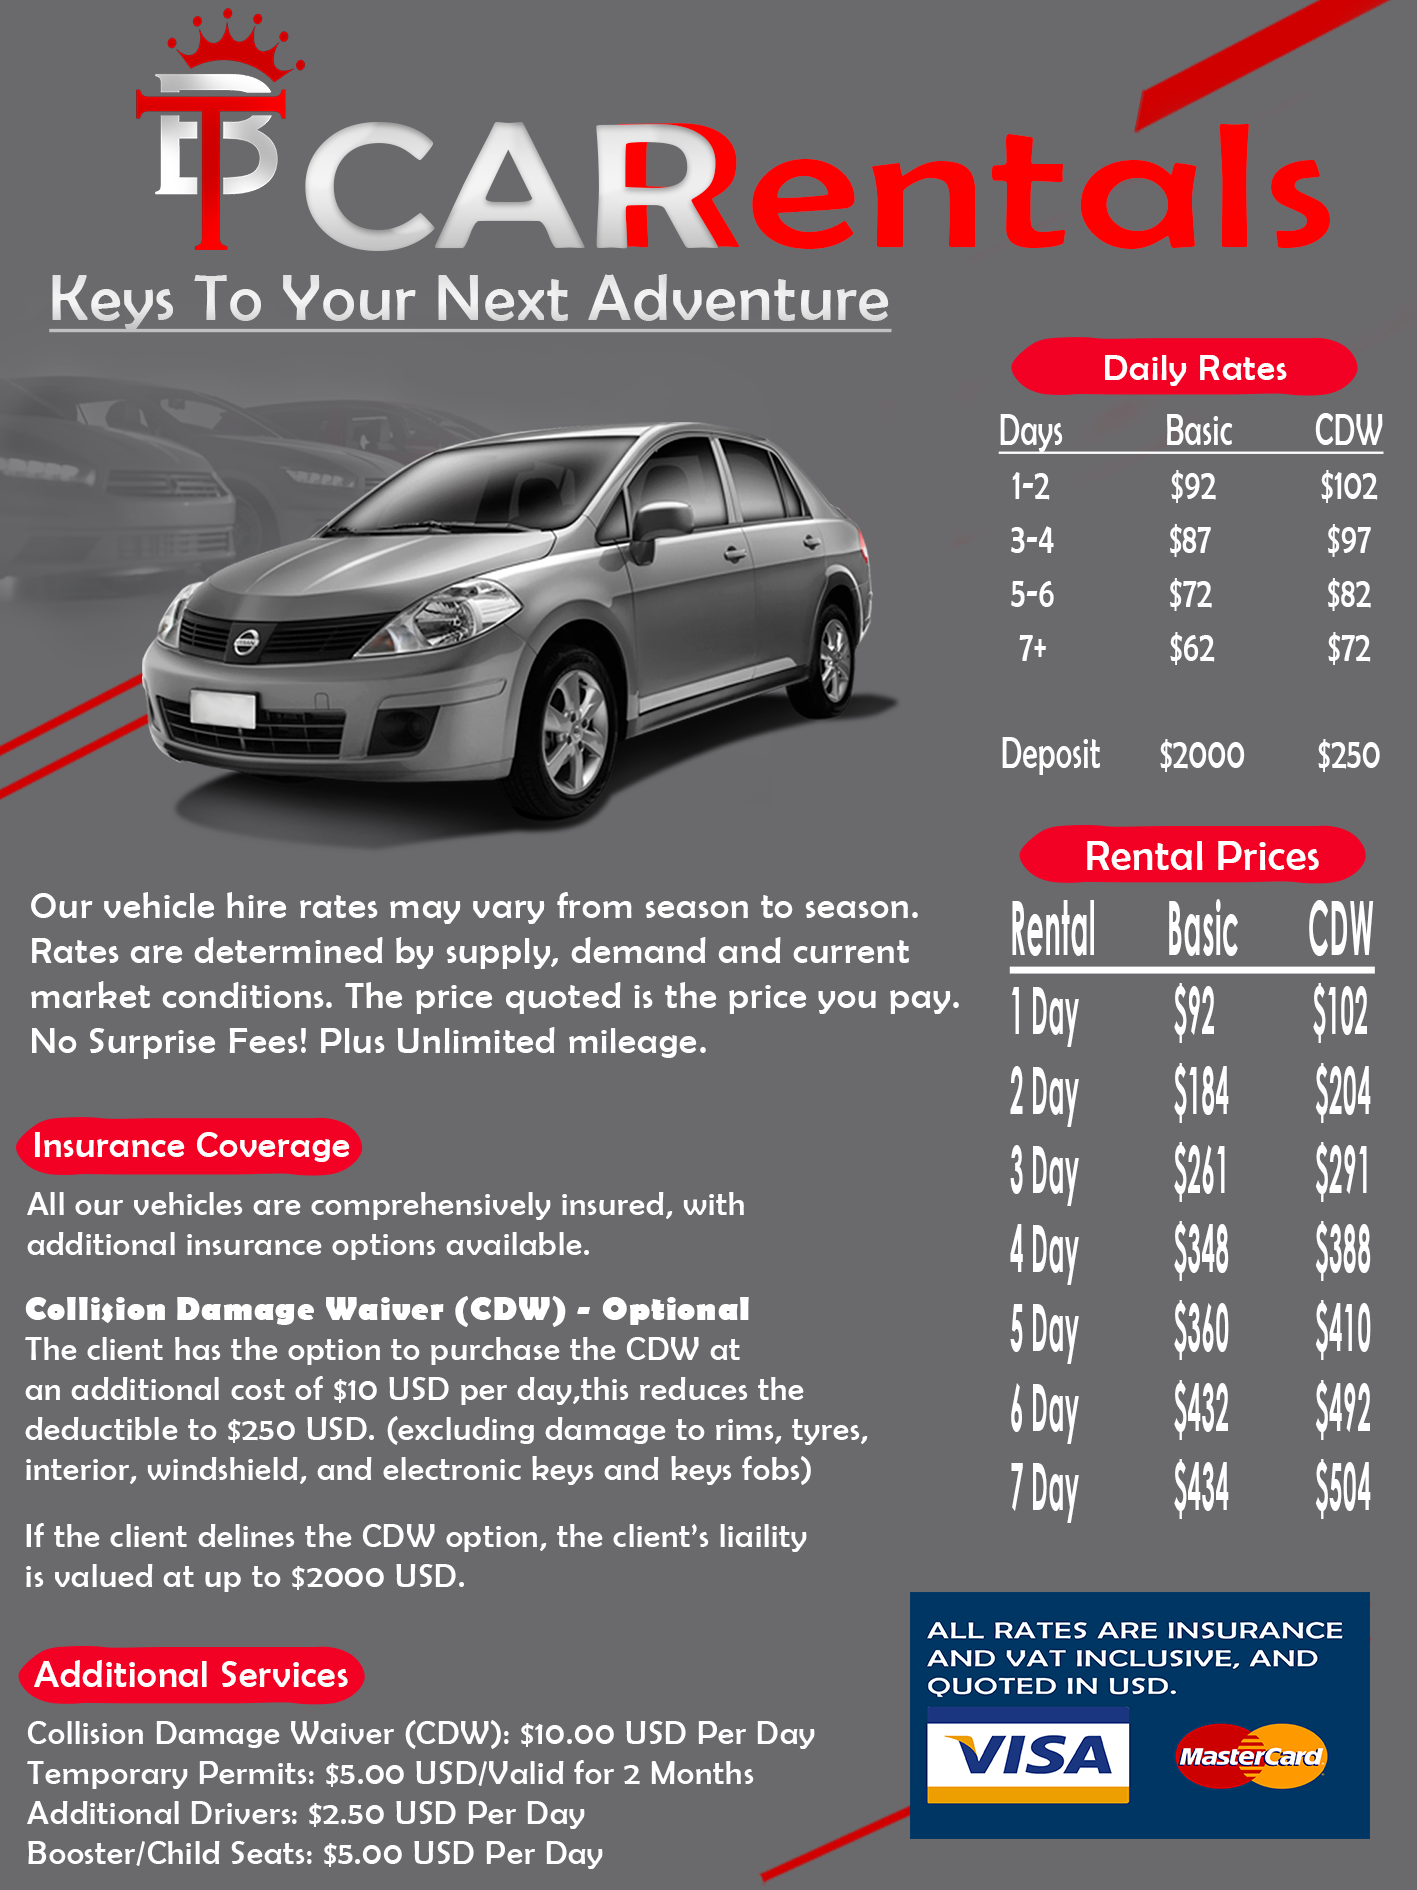 BT CARRentals
Keys To Your Next Adventure
Daily Rates
Days Basic CDW
1-2 $92 $102
3-4 $87 $97
5-6 $72 $82
7+ $62 $72
Deposit $2000 $250
Rental Prices
Rental Basic CDW
1 Day $92 $102
2 Day $184 $204
3 Day $261 $291
4 Day $348 $388
5 Day $360 $410
6 Day $432 $492
7 Day $434 $504
Our vehicle hire rates may vary from season to season.
Rates are determined by supply, demand and current
market conditions. The price quoted is the price you pay.
No Surprise Fees! Plus Unlimited mileage.
Insurance Coverage
All our vehicles are comprehensively insured, with
additional insurance options available.
Collision Damage Waiver (CDW) - Optional
The client has the option to purchase the CDW at
an additional cost of $10 USD per day,this reduces the
deductible to $250 USD. (excluding damage to rims, tyres,
interior, windshield, and electronic keys and keys fobs)
If the client delines the CDW option, the client's liaility
is valued at up to $2000 USD.
Additional Services
Collision Damage Waiver (CDW): $10.00 USD Per Day
Temporary Permits: $5.00 USD/Valid for 2 Months
Additional Drivers: $2.50 USD Per Day
Booster/Child Seats: $5.00 USD Per Day
ALL RATES ARE INSURANCE
AND VAT INCLUSIVE, AND
QUOTED IN USD.
VISA
MasterCard